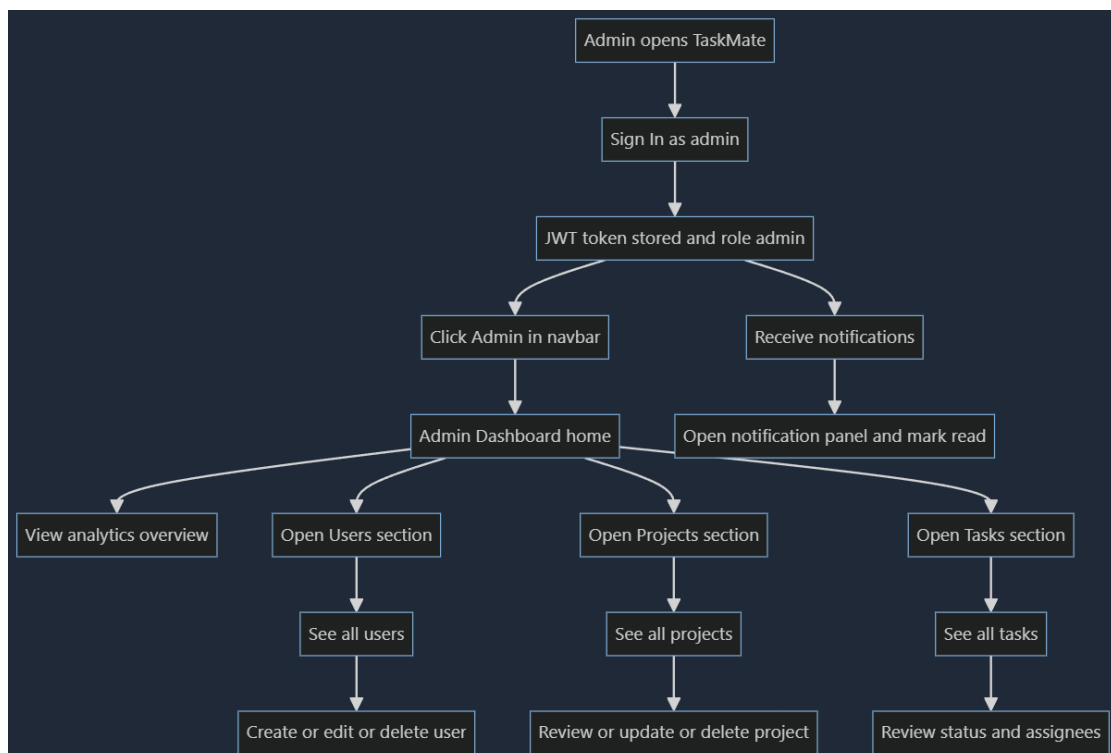 Admin opens TaskMate
Sign In as admin
JWT token stored and role admin
Click Admin in navbar
Receive notifications
Admin Dashboard home
Open notification panel and mark read
View analytics overview
Open Users section
Open Projects section
Open Tasks section
See all users
See all projects
See all tasks
Create or edit or delete user
Review or update or delete project
Review status and assignees